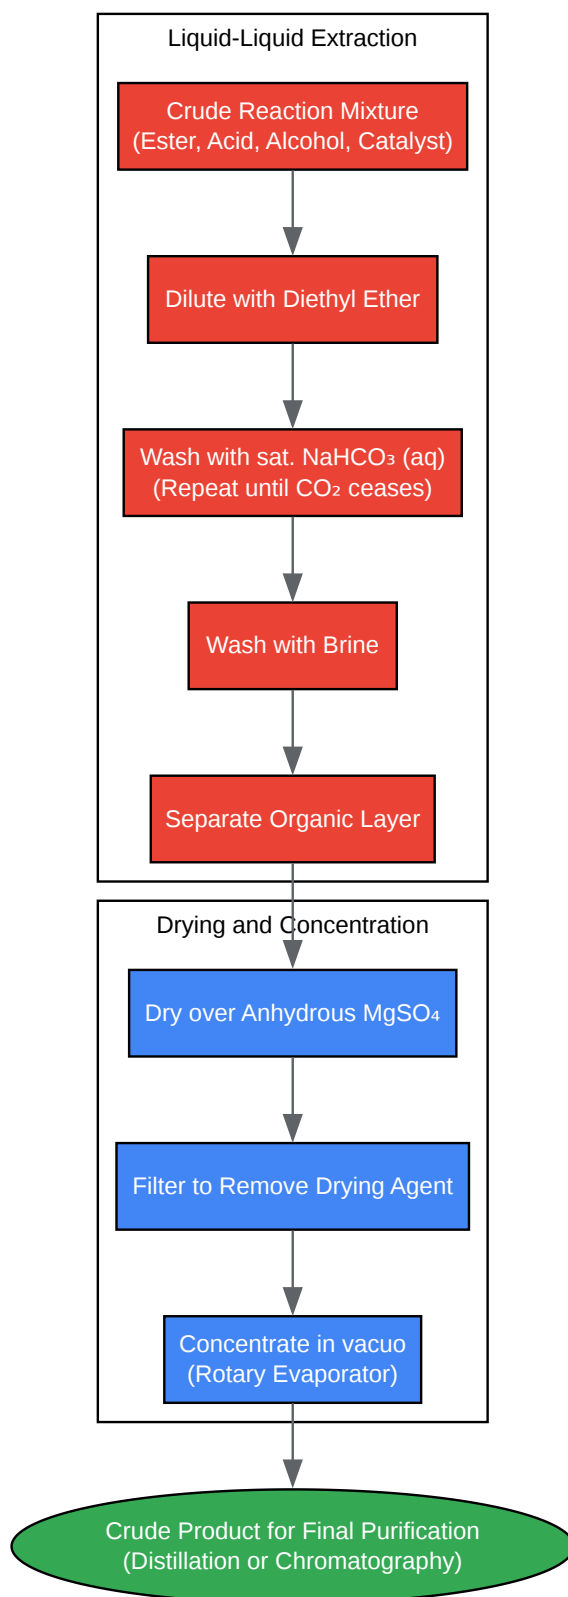 Liquid-Liquid Extraction
Crude Reaction Mixture
(Ester, Acid, Alcohol, Catalyst)
Dilute with Diethyl Ether
Wash with sat. NaHCO₃ (aq)
(Repeat until CO₂ ceases)
Wash with Brine
Separate Organic Layer
Drying and Concentration
Dry over Anhydrous MgSO₄
Filter to Remove Drying Agent
Concentrate in vacuo
(Rotary Evaporator)
Crude Product for Final Purification
(Distillation or Chromatography)